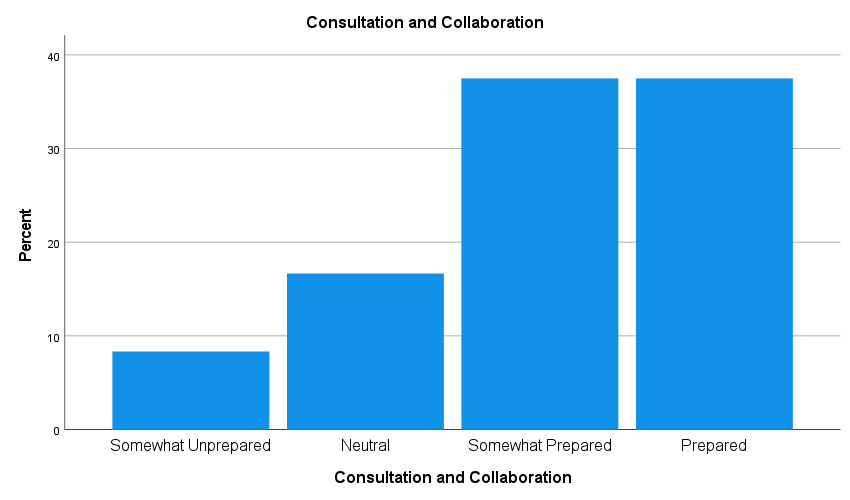 Consultation and Collaboration
40
30
20
10
0
Percent
Somewhat Unprepared
Neutral
Somewhat Prepared
Prepared
Consultation and Collaboration